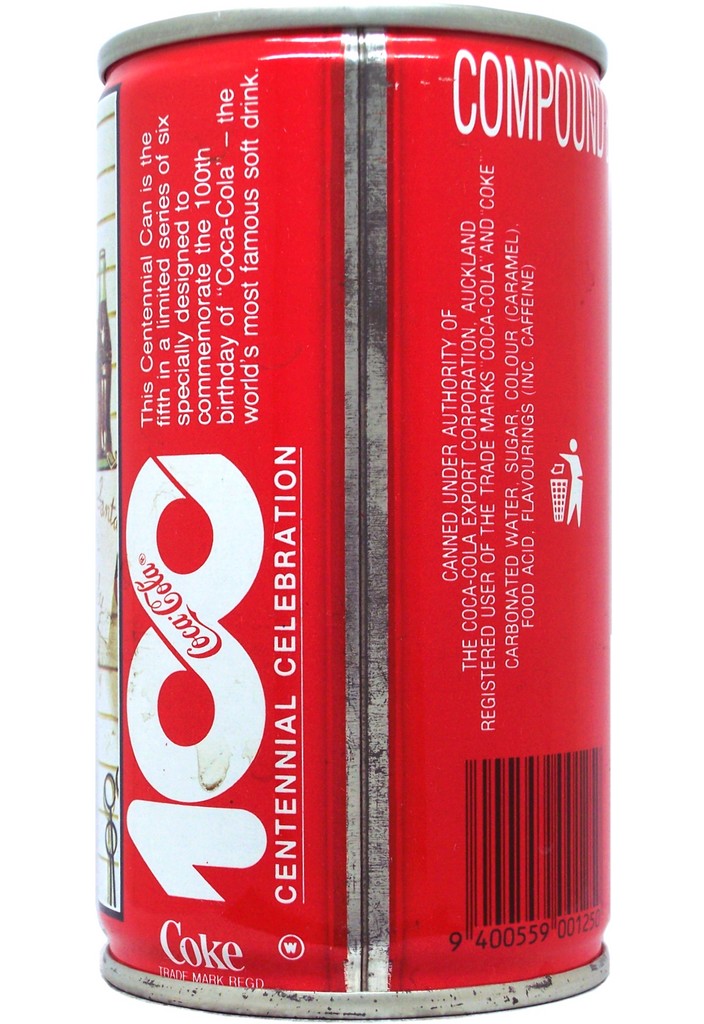 This Centennial Can is the
fifth in a limited series of six
specially designed to
commemorate the 100th
birthday of "Coca-Cola" – the
world's most famous soft drink.
100
Coca-Cola®
CENTENNIAL CELEBRATION
Coke
TRADE MARK REGD
W
COMPOUND
CANNED UNDER AUTHORITY OF
THE COCA-COLA EXPORT CORPORATION, AUCKLAND
REGISTERED USER OF THE TRADE MARKS "COCA-COLA" AND "COKE"
CARBONATED WATER, SUGAR, COLOUR (CARAMEL),
FOOD ACID, FLAVOURINGS (INC. CAFFEINE)
9 400559 001250